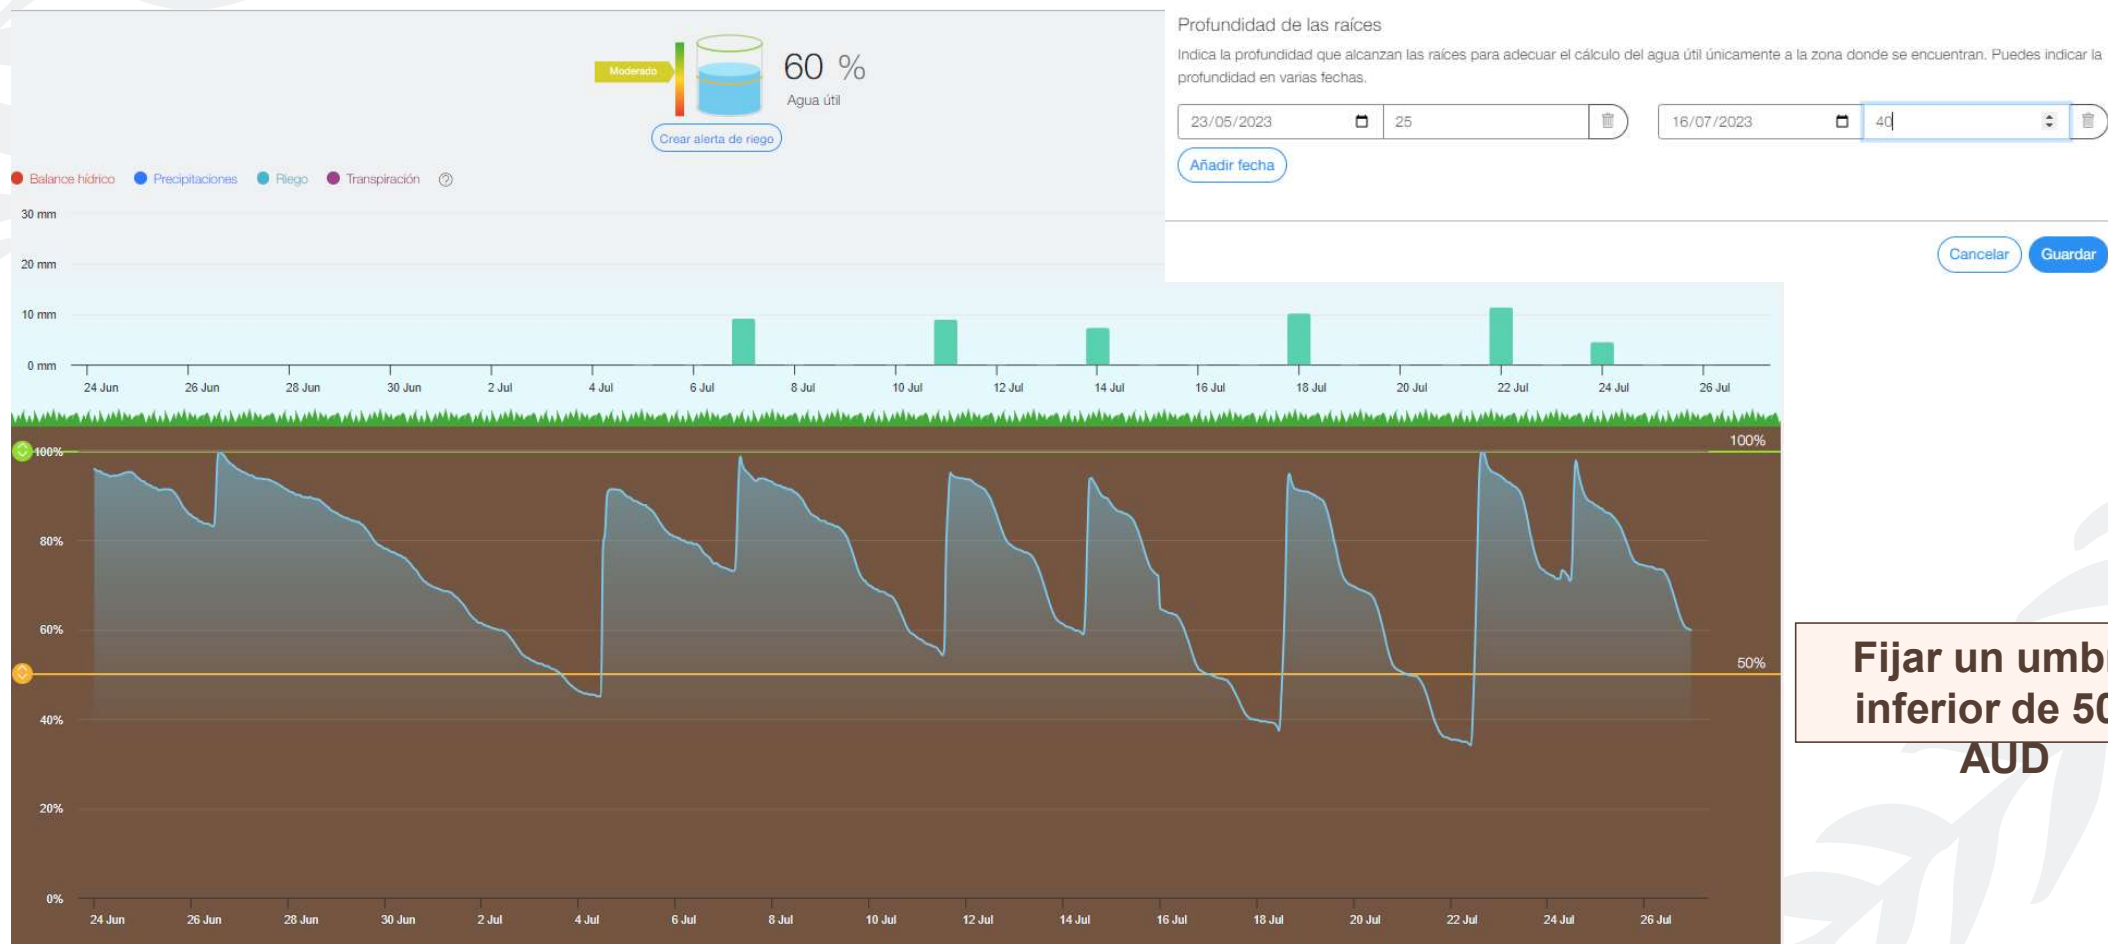 Profundidad de las raíces
Indica la profundidad que alcanzan las raíces para adecuar el cálculo del agua útil únicamente a la zona donde se encuentran. Puedes indicar la
profundidad en varias fechas.
23/05/2023 25 16/07/2023 40
Añadir fecha
Cancelar Guardar
Moderado
60 %
Agua útil
Crear alerta de riego
Balance hídrico Precipitaciones Riego Transpiración ?
30 mm
20 mm
10 mm
0 mm
24 Jun 26 Jun 28 Jun 30 Jun 2 Jul 4 Jul 6 Jul 8 Jul 10 Jul 12 Jul 14 Jul 16 Jul 18 Jul 20 Jul 22 Jul 24 Jul 26 Jul
100% 100%
80%
60%
50%
40%
20%
0%
24 Jun 26 Jun 28 Jun 30 Jun 2 Jul 4 Jul 6 Jul 8 Jul 10 Jul 12 Jul 14 Jul 16 Jul 18 Jul 20 Jul 22 Jul 24 Jul 26 Jul
Fijar un
inferior de
AUD